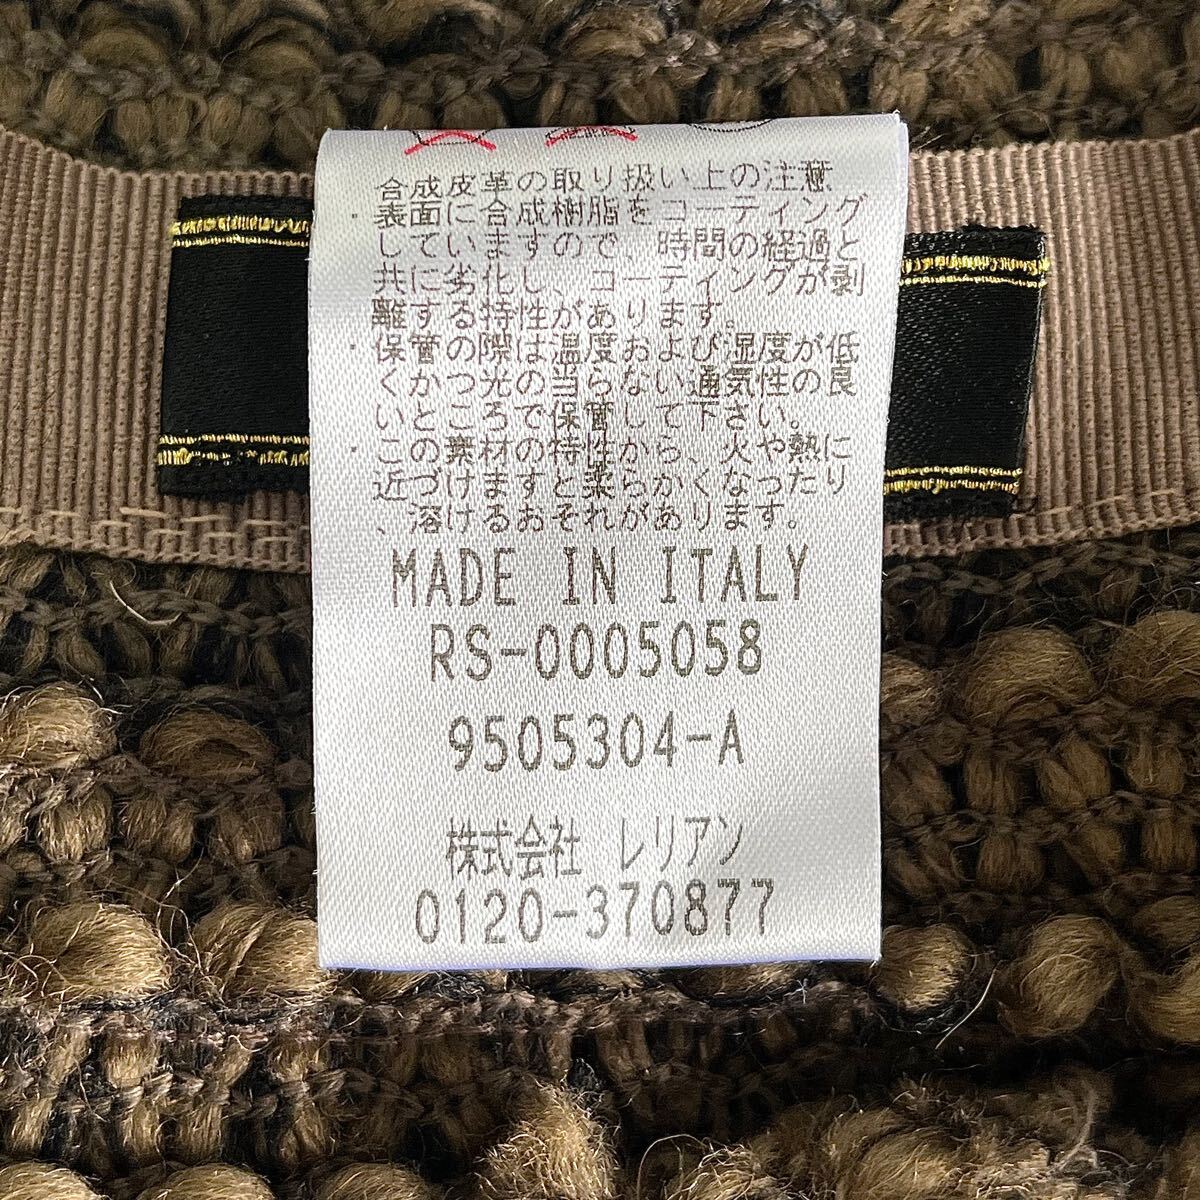 合成皮革の取り扱い上の注意
・表面に合成樹脂をコーティング
していますので、時間の経過と
共に劣化し、コーティングが剥
離する特性があります。
・保管の際は温度および湿度が低
くかつ光の当らない通気性の良
いところで保管して下さい。
・この素材の特性から、火や熱に
近づけますと柔らかくなったり
、溶けるおそれがあります。
MADE IN ITALY
RS-0005058
9505304-A
株式会社 レリアン
0120-370877